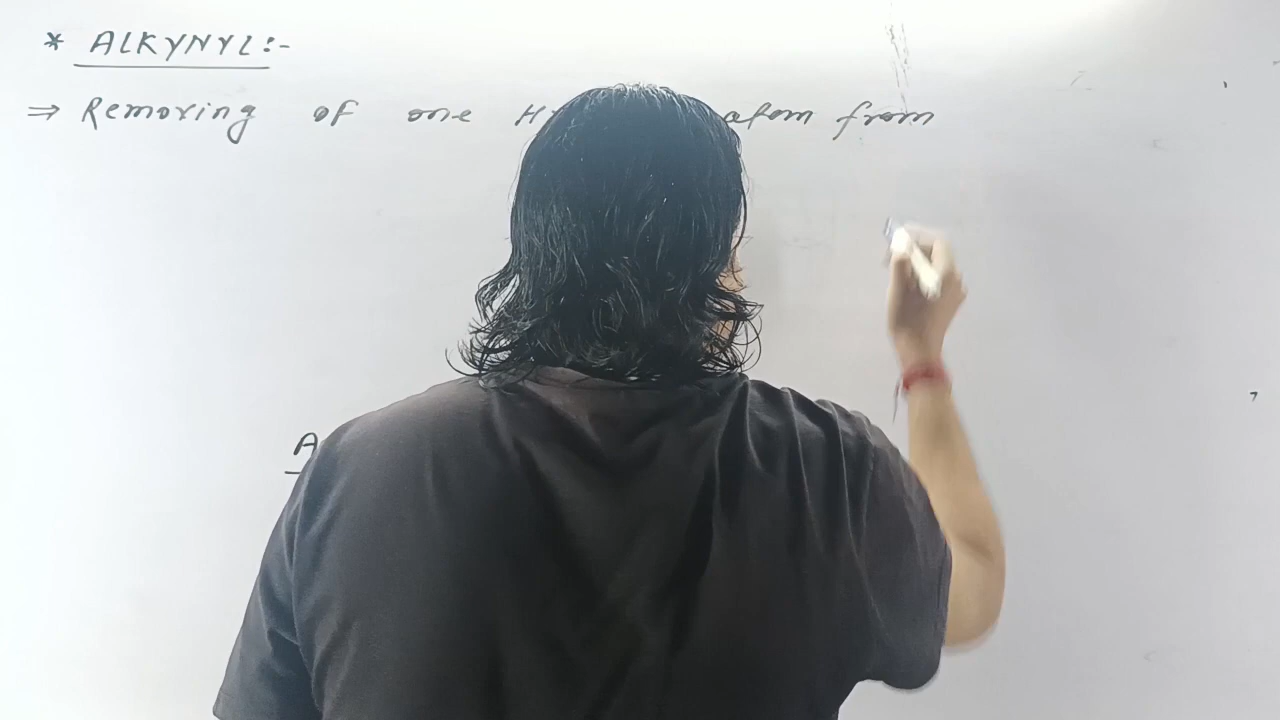 * ALKYNYL:-
⇒ Removing of one atom from
A